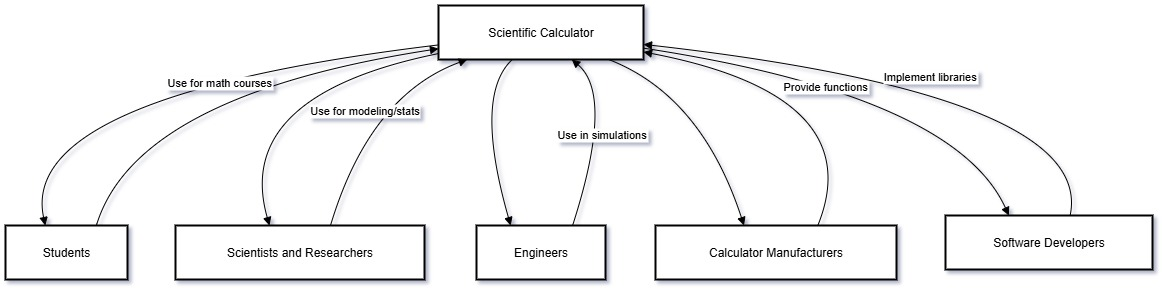 Scientific Calculator
Use for math courses
Use for modeling/stats
Use in simulations
Provide functions
Implement libraries
Students
Scientists and Researchers
Engineers
Calculator Manufacturers
Software Developers